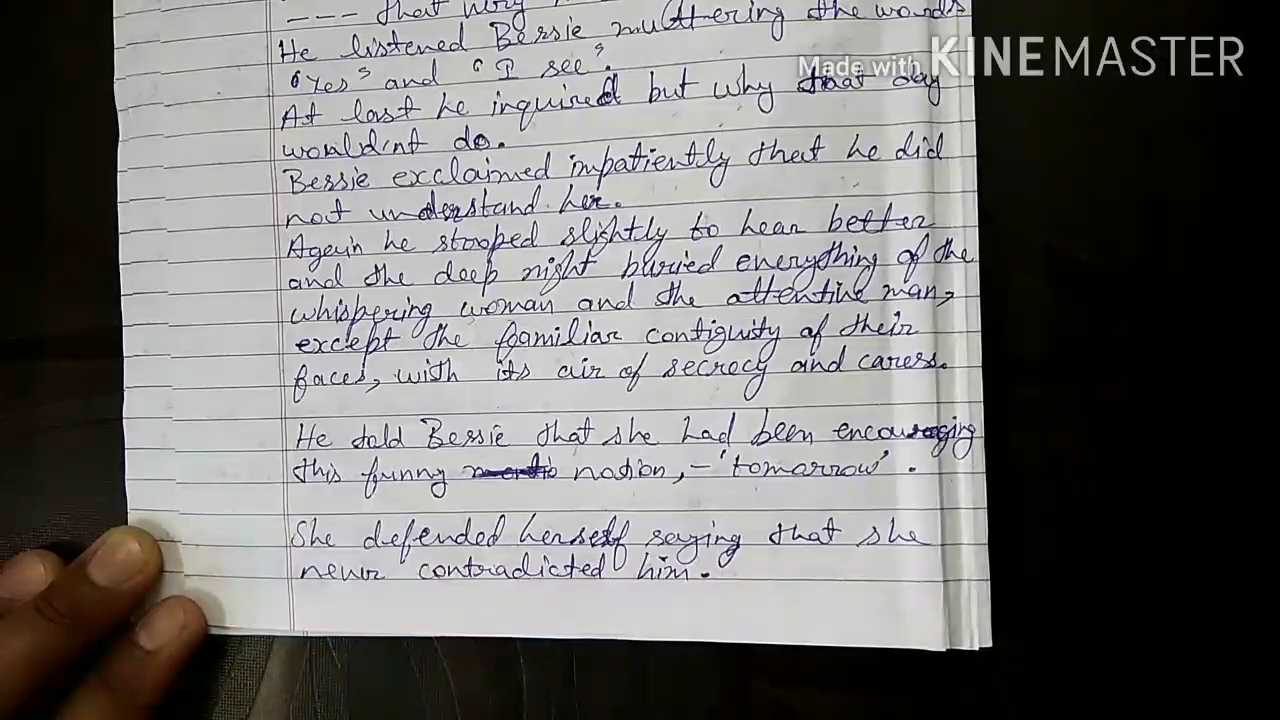 --- that very
He listened Bessie muttering the words
"Yes" and "I see".
Made with KINEMASTER
At last he inquired but why that day
wouldn't do.
Bessie exclaimed impatiently that he did
not understand her.
Again he stooped slightly to hear better
and the deep night buried everything of the
whispering woman and the attentive man,
except the familiar contiguity of their
faces, with its air of secrecy and caress.
He told Bessie that she had been encouraging
this funny notion, - 'tomorrow'.
She defended herself saying that she
never contradicted him.